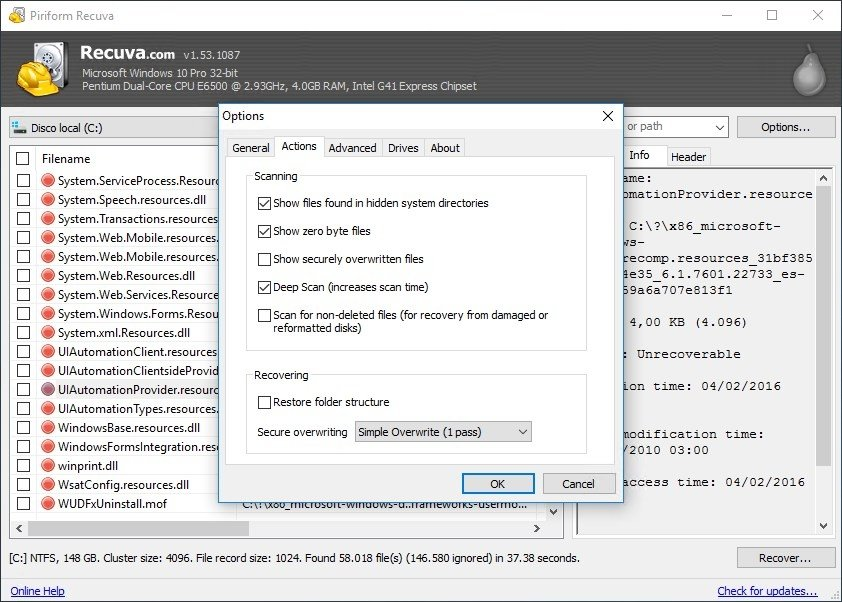 Piriform Recuva
Recuva.com v1.53.1087
Microsoft Windows 10 Pro 32-bit
Pentium Dual-Core CPU E6500 @ 2.93GHz, 4.0GB RAM, Intel G41 Express Chipset
Disco local (C:)
or path
Options...
Filename
System.ServiceProcess.Resourc
System.Speech.resources.dll
System.Transactions.resources
System.Web.Mobile.resources.
System.Web.Mobile.resources.
System.Web.Resources.dll
System.Web.Services.Resource
System.Windows.Forms.Resou
System.xml.Resources.dll
UIAutomationClient.resources
UIAutomationClientsideProvid
UIAutomationProvider.resourc
UIAutomationTypes.resources.
WindowsBase.resources.dll
WindowsFormsIntegration.reso
winprint.dll
WsatConfig.resources.dll
WUDFxUninstall.mof
C:\?\x86_microsoft-windows-d..frameworks-usermo...
Options
General
Actions
Advanced
Drives
About
Scanning
Show files found in hidden system directories
Show zero byte files
Show securely overwritten files
Deep Scan (increases scan time)
Scan for non-deleted files (for recovery from damaged or
reformatted disks)
Recovering
Restore folder structure
Secure overwriting
Simple Overwrite (1 pass)
OK
Cancel
Info
Header
ame:
omationProvider.resource
C:\?\x86_microsoft-
ws-
recomp.resources_31bf385
4e35_6.1.7601.22733_es-
59a6a707e813f1
4,00 KB (4.096)
: Unrecoverable
ion time: 04/02/2016
modification time:
/2010 03:00
access time: 04/02/2016
[C:] NTFS, 148 GB. Cluster size: 4096. File record size: 1024. Found 58.018 file(s) (146.580 ignored) in 37.38 seconds.
Recover...
Online Help
Check for updates...